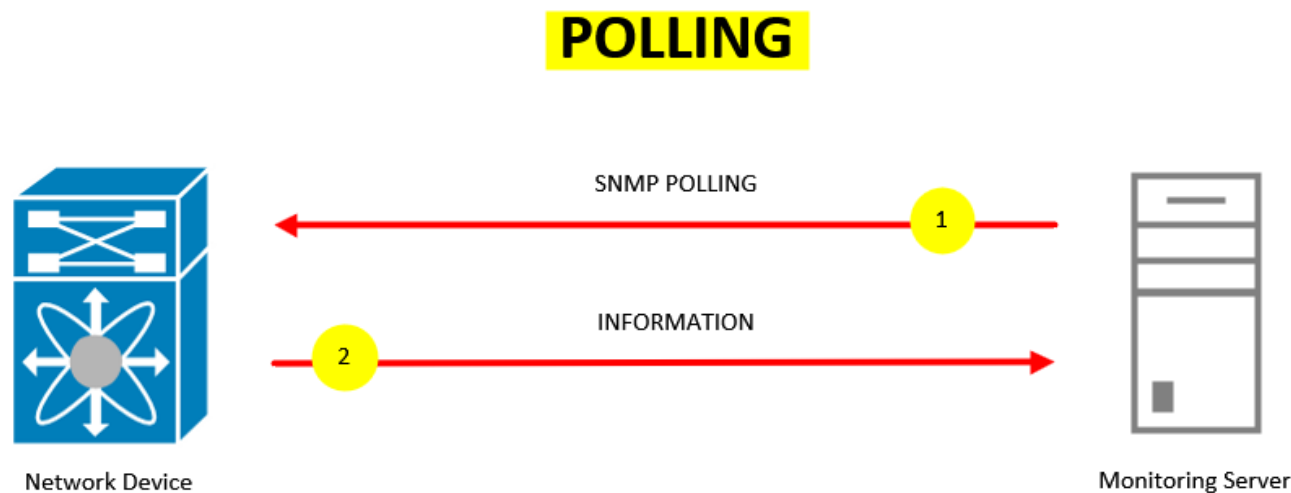 POLLING
SNMP POLLING
1
INFORMATION
2
Network Device
Monitoring Server